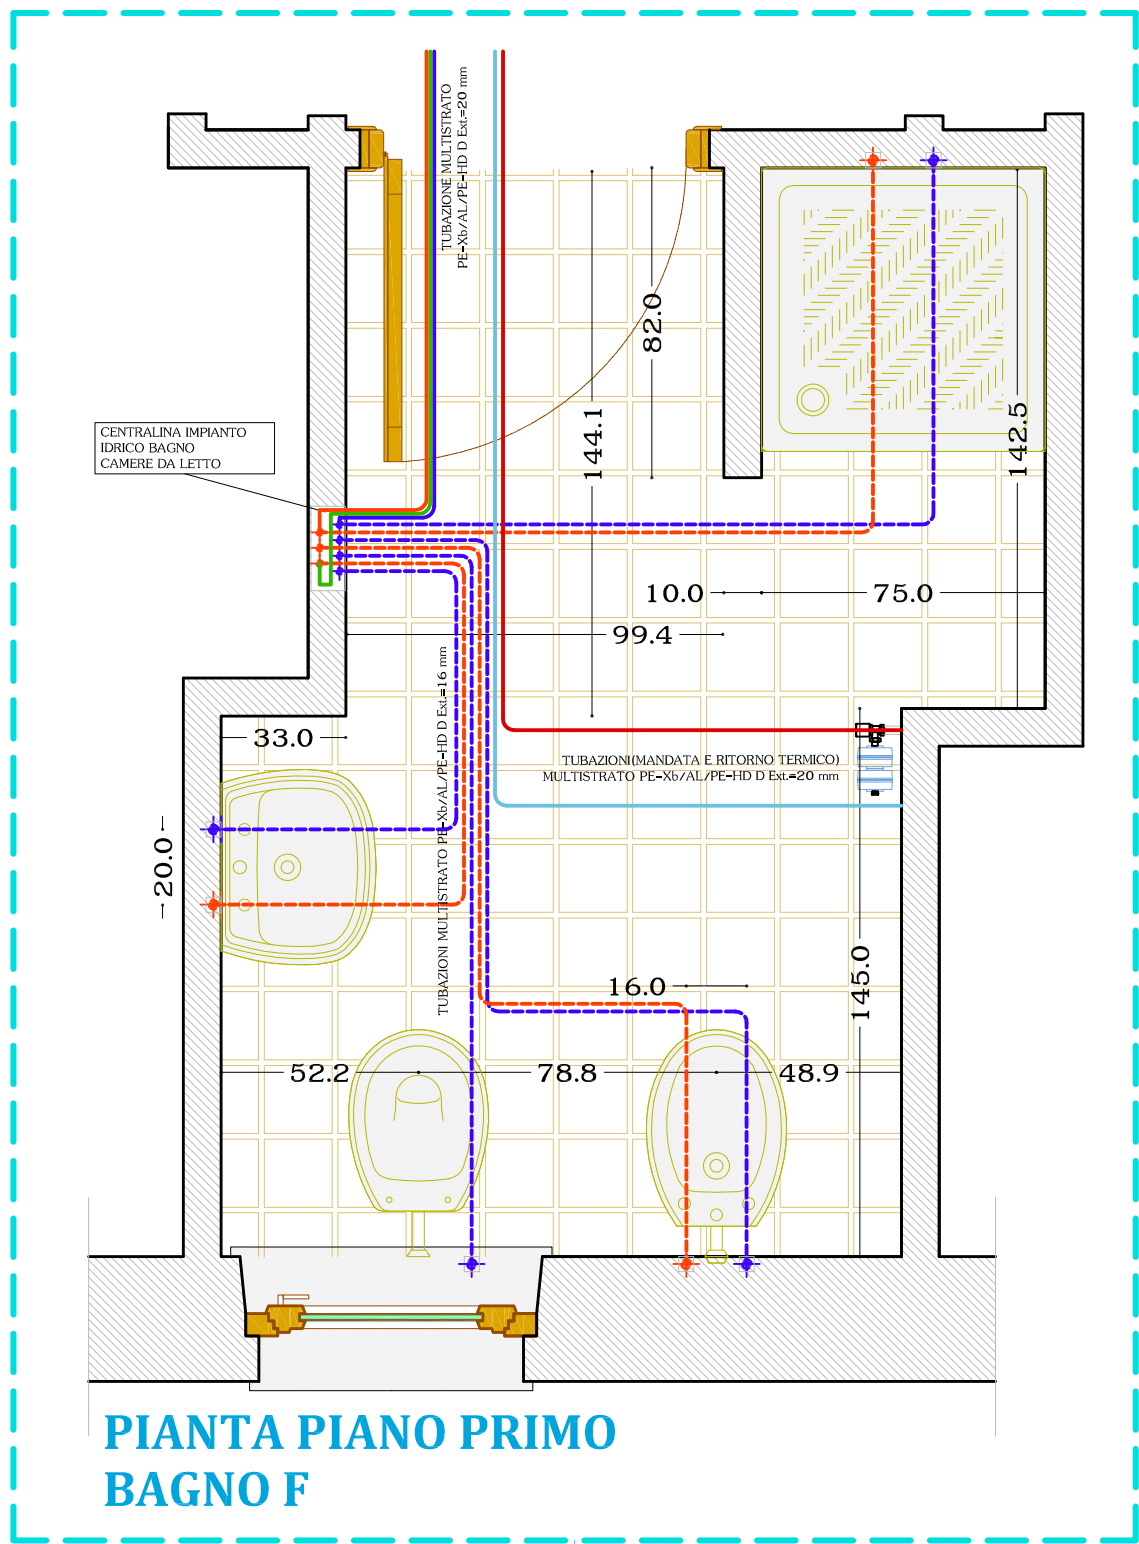 TUBAZIONE MULTISTRATO
PE-Xb/AL/PE-HD D Ext.=20 mm
82.0
144.1
142.5
CENTRALINA IMPIANTO
IDRICO BAGNO
CAMERE DA LETTO
10.0
75.0
99.4
33.0
TUBAZIONI MULTISTRATO PE-Xb/AL/PE-HD D Ext.=16 mm
TUBAZIONI(MANDATA E RITORNO TERMICO)
MULTISTRATO PE-Xb/AL/PE-HD D Ext.=20 mm
20.0
16.0
145.0
52.2
78.8
48.9
PIANTA PIANO PRIMO
BAGNO F